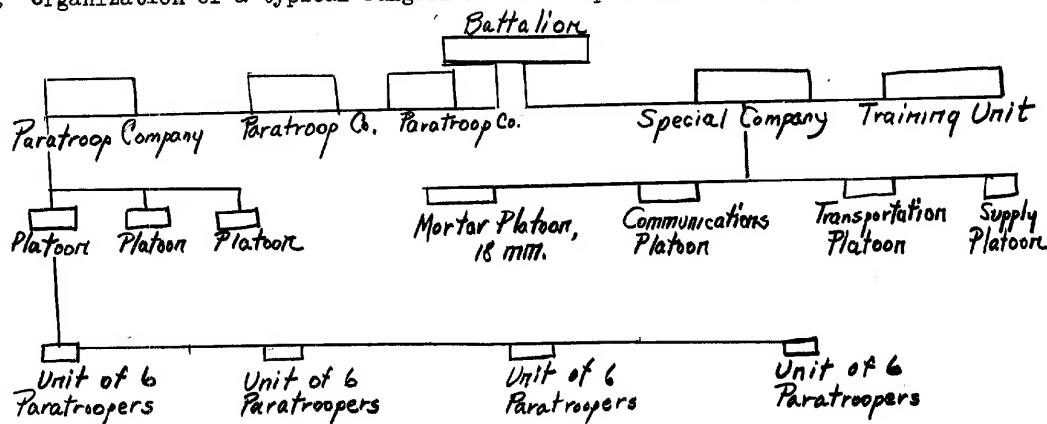 Battalion
Paratroop Company
Paratroop Co.
Paratroop Co.
Special Company
Training Unit
Platoon
Platoon
Platoon
Mortar Platoon,
18 mm.
Communications
Platoon
Transportation
Platoon
Supply
Platoon
Unit of 6
Paratroopers
Unit of 6
Paratroopers
Unit of 6
Paratroopers
Unit of 6
Paratroopers